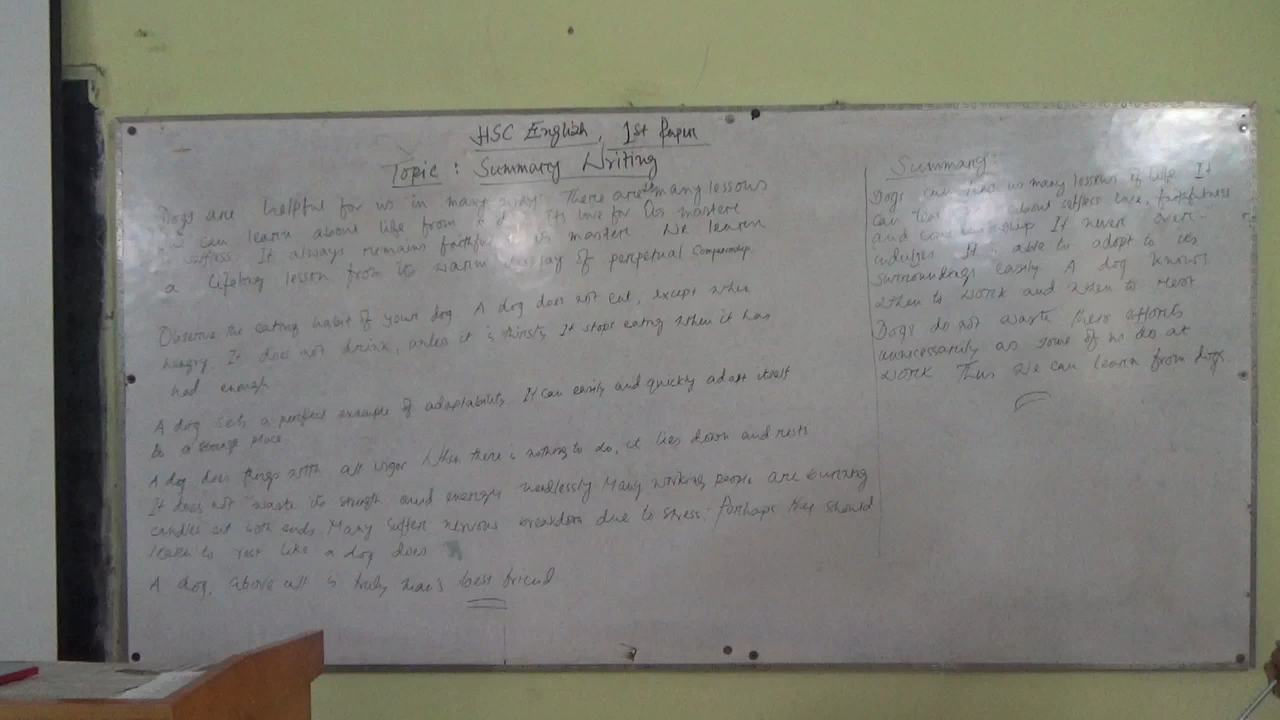 HSC English, 1st Paper
Topic : Summary Writing
Dogs are helpful for us in many ways. There are many lessons
we can learn about life from a dog. Its love for its master
is selfless. It always remains faithful to its master. We learn
a lifelong lesson from its warm display of perpetual companionship.
Observe the eating habit of your dog. A dog does not eat, except when
hungry. It does not drink, unless it is thirsty. It stops eating when it has
had enough.
A dog sets a perfect example of adaptability. It can easily and quickly adapt itself
to a strange place.
A dog does things with all vigor. When there is nothing to do, it lies down and rests
It does not waste its strength and energy needlessly. Many working people are burning
candles at both ends. Many suffer nervous breakdown due to stress. Perhaps they should
learn to rest like a dog does
A dog, above all is truly man's best friend
Summary:
Dogs can us many lessons of life. It
can about selfless love, faithfulness
and It never over-
indulges It able to adopt to its
surroundings easily. A dog knows
when to work and when to rest
Dogs do not waste efforts
unnecessarily as some of us do at
work. Thus we can learn from dogs.